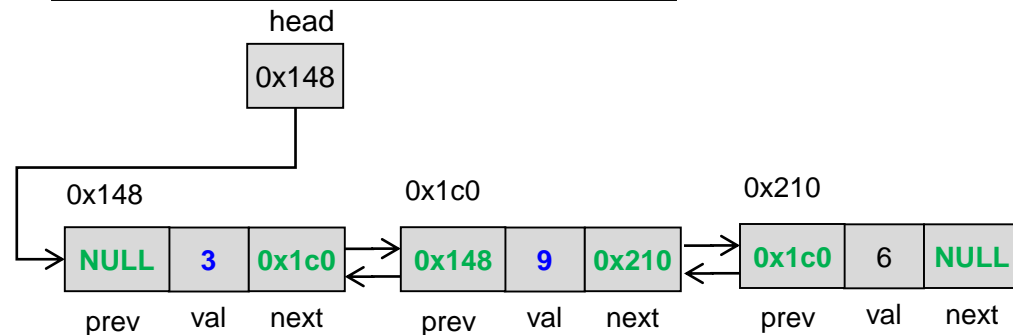 head
0x148
0x148 0x1c0 0x210
NULL 3 0x1c0 0x148 9 0x210 0x1c0 6 NULL
prev val next prev val next prev val next